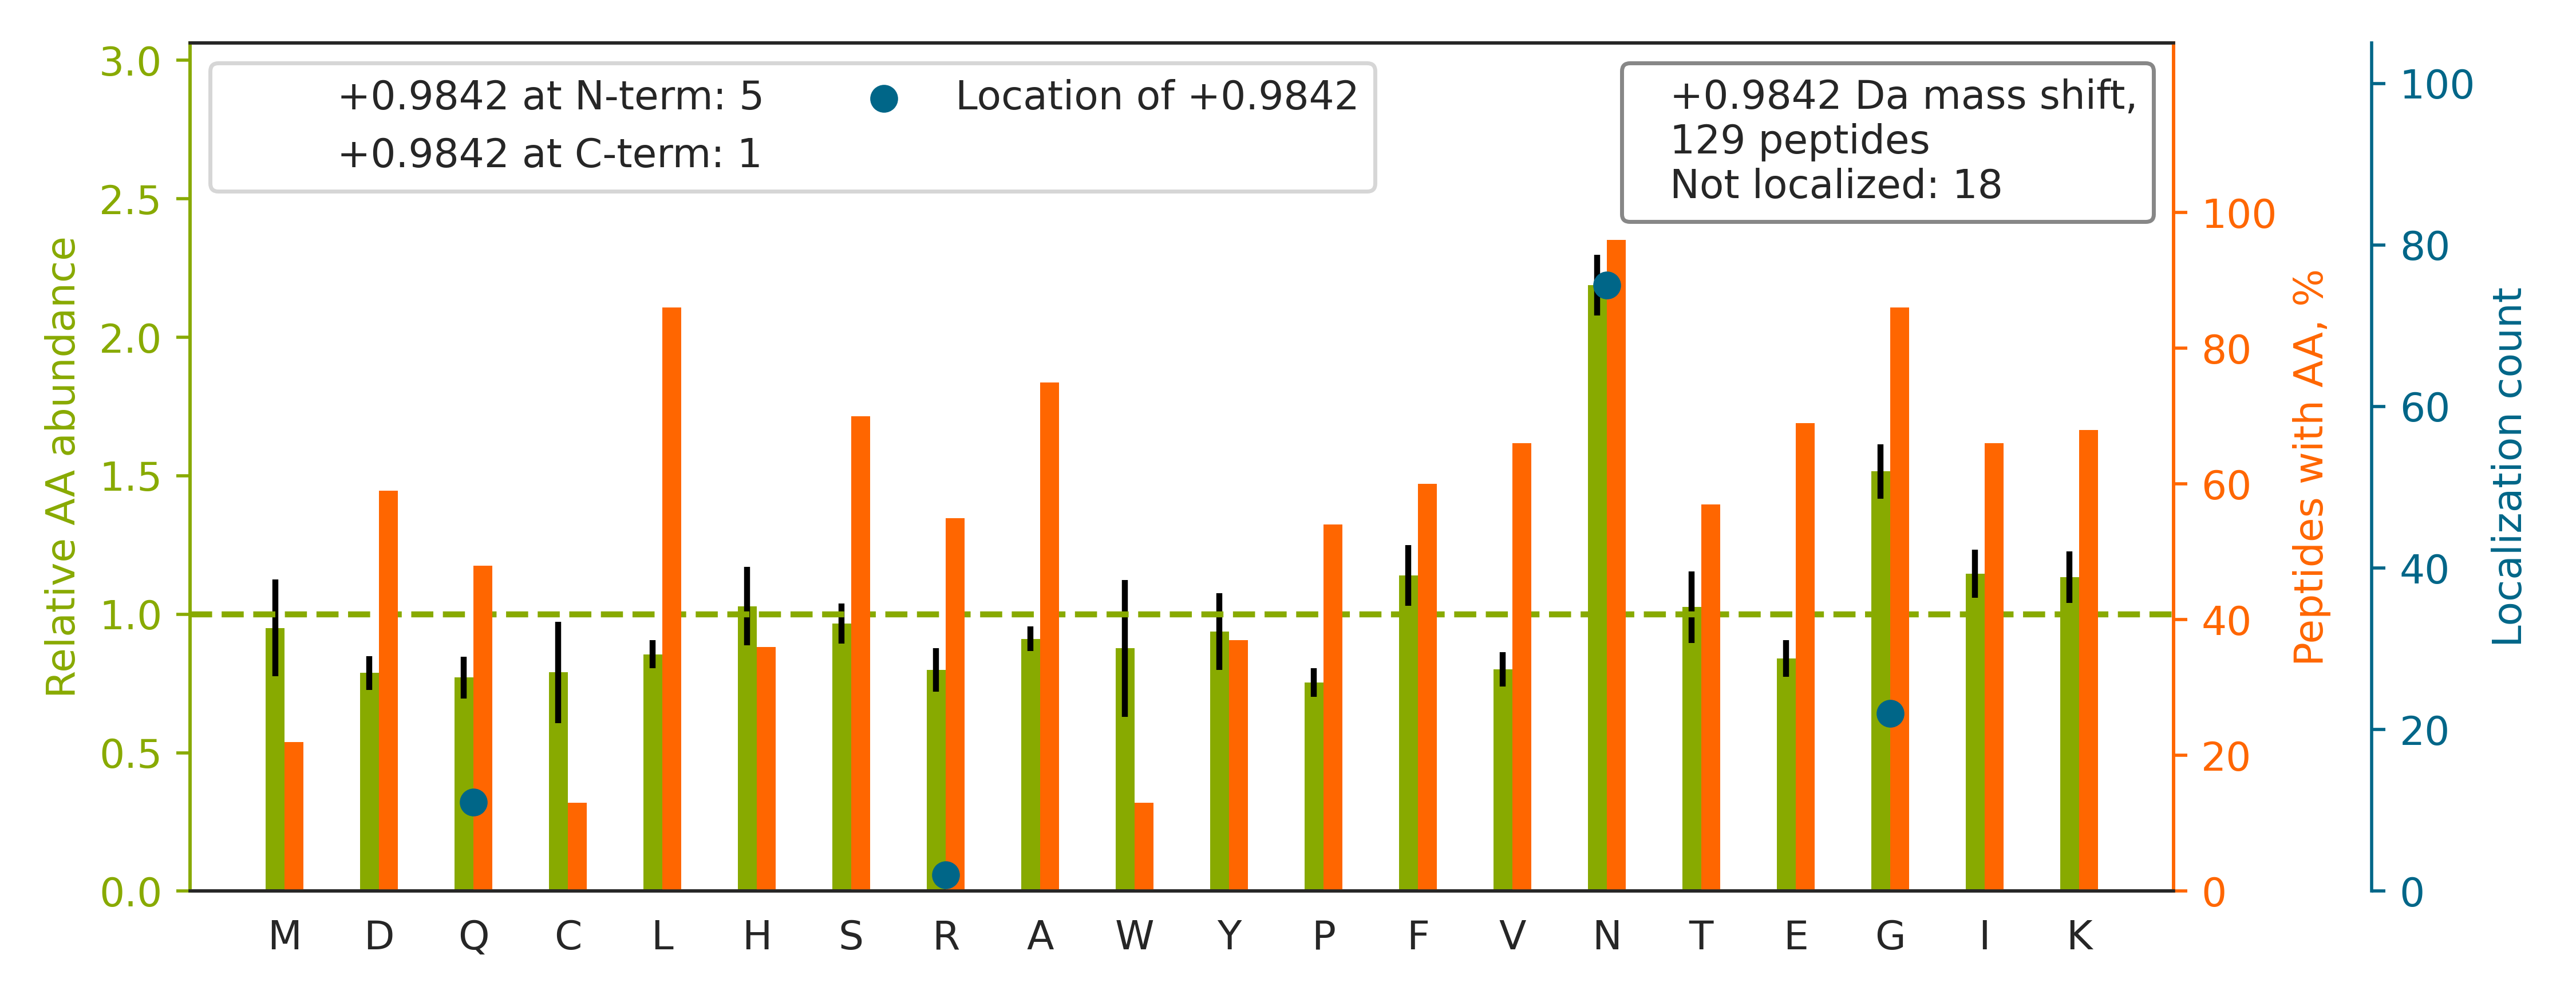 +0.9842 at N-term: 5
+0.9842 at C-term: 1
Location of +0.9842
+0.9842 Da mass shift,
129 peptides
Not localized: 18
Relative AA abundance
3.0
2.5
2.0
1.5
1.0
0.5
0.0
100
80
60
40
20
0
Peptides with AA, %
100
80
60
40
20
0
Localization count
M D Q C L H S R A W Y P F V N T E G I K